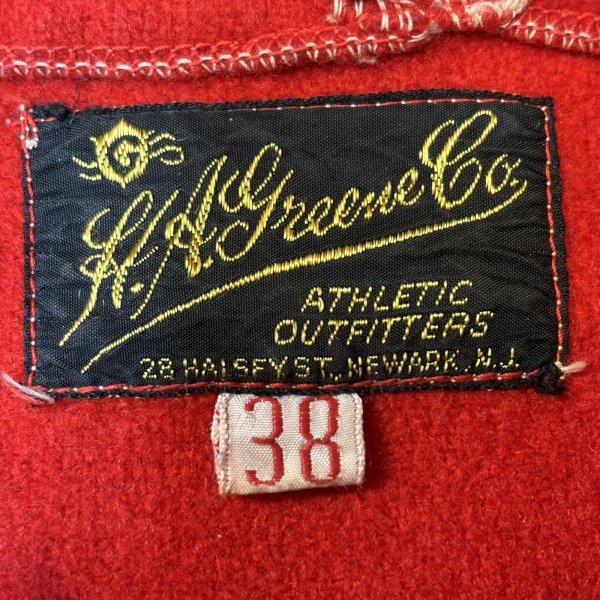 G
H.A. Greene Co.
ATHLETIC
OUTFITTERS
28 HALSEY ST., NEWARK, N.J.
38